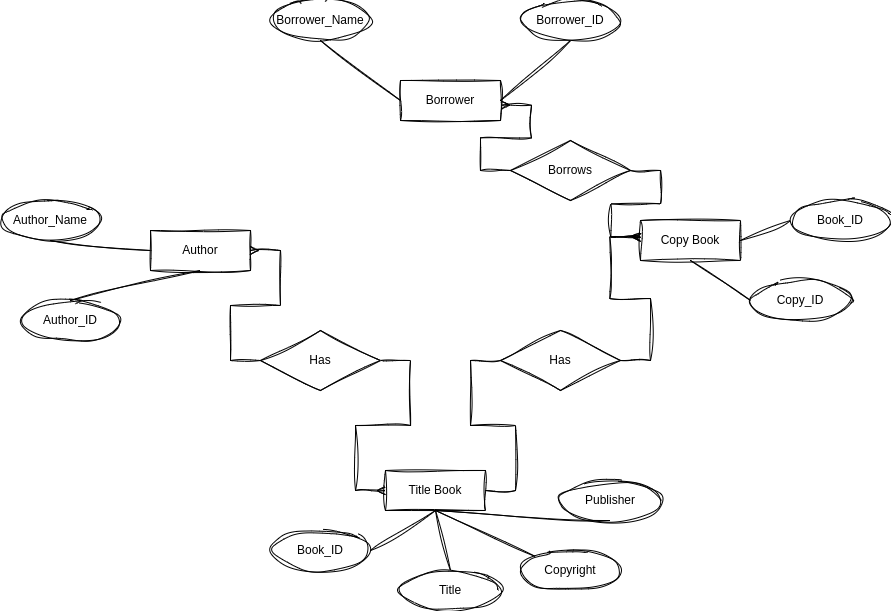 Borrower_Name
Borrower_ID
Borrower
Borrows
Author_Name
Author
Copy Book
Book_ID
Author_ID
Copy_ID
Has
Has
Title Book
Publisher
Book_ID
Copyright
Title